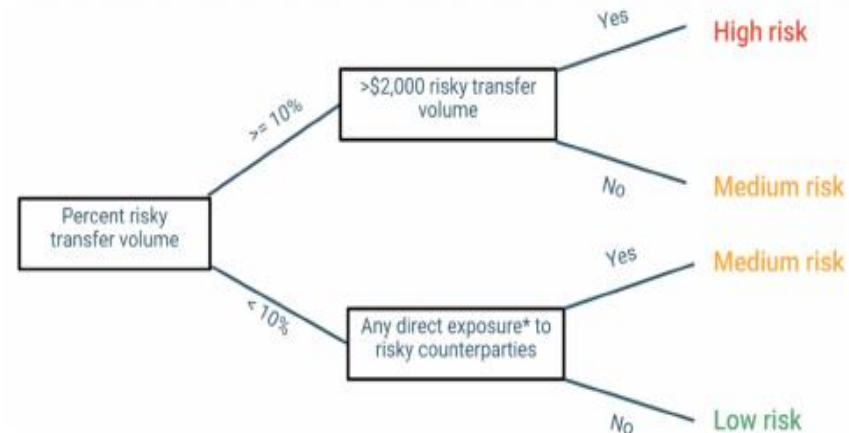 Yes
High risk
>$2,000 risky transfer
volume
>= 10%
No
Medium risk
Percent risky
transfer volume
Yes
Medium risk
< 10%
Any direct exposure* to
risky counterparties
No
Low risk